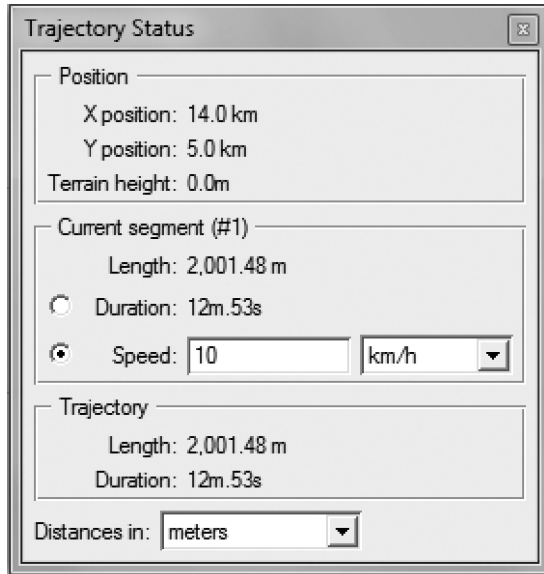 Trajectory Status
Position
X position: 14.0 km
Y position: 5.0 km
Terrain height: 0.0m
Current segment (#1)
Length: 2,001.48 m
Duration: 12m.53s
Speed: 10 km/h
Trajectory
Length: 2,001.48 m
Duration: 12m.53s
Distances in: meters